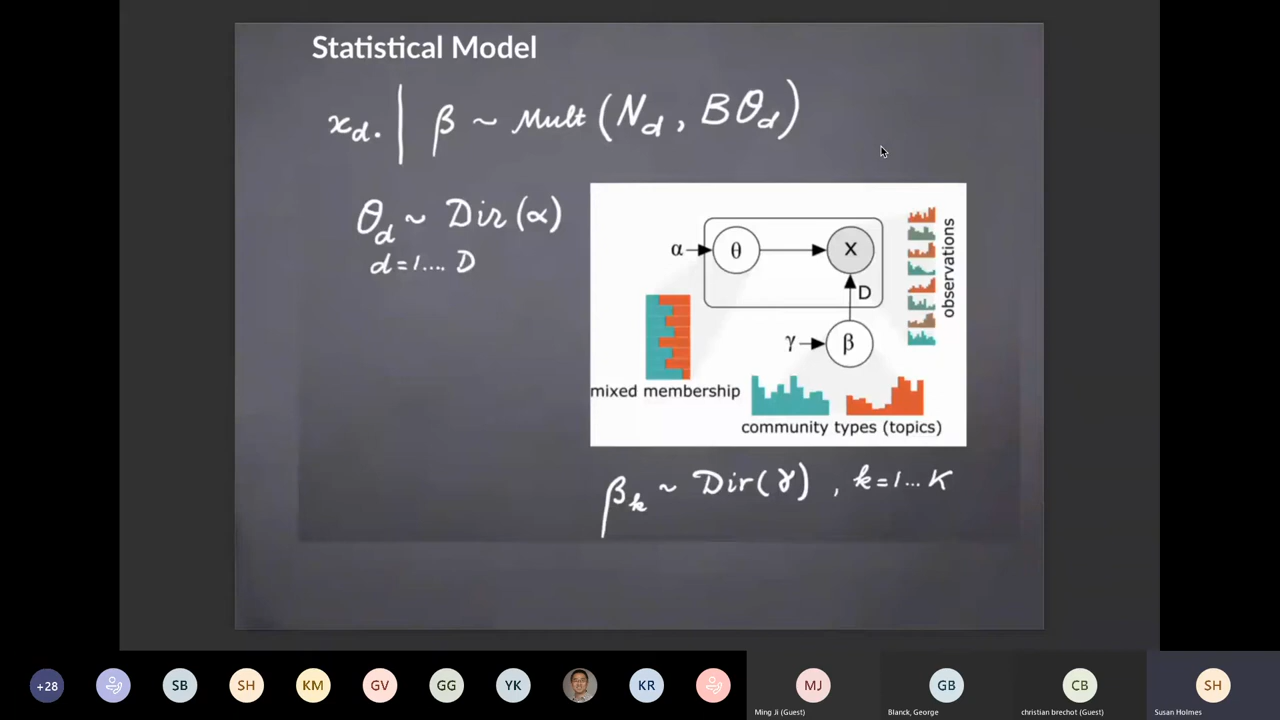 Statistical Model
x_d. | β ~ Mult (N_d, Bθ_d)
θ_d ~ Dir(α)
d=1.... D
α
θ
X
D
γ
β
observations
mixed membership
community types (topics)
β_k ~ Dir(γ), k=1... K
+28
SB
SH
KM
GV
GG
YK
KR
MJ
GB
CB
SH
Ming Ji (Guest)
Blanck, George
christian brechot (Guest)
Susan Holmes